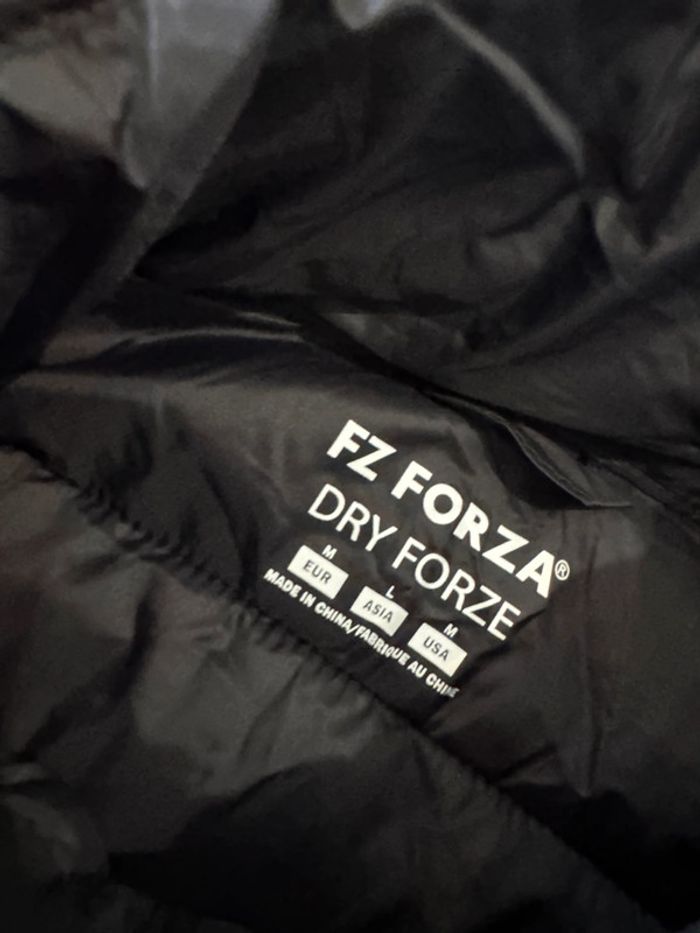 FZ FORZA®
DRY FORZE
M L M
EUR ASIA USA
MADE IN CHINA/FABRIQUE AU CHINE